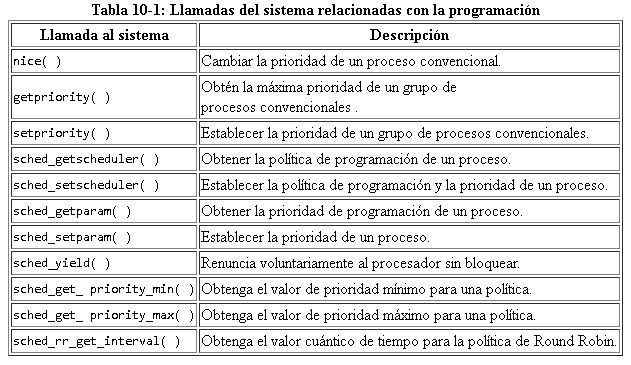 Tabla 10-1: Llamadas del sistema relacionadas con la programación
Llamada al sistema Descripción
nice( ) Cambiar la prioridad de un proceso convencional.
getpriority( ) Obtén la máxima prioridad de un grupo de
procesos convencionales .
setpriority( ) Establecer la prioridad de un grupo de procesos convencionales.
sched_getscheduler( ) Obtener la política de programación de un proceso.
sched_setscheduler( ) Establecer la política de programación y la prioridad de un proceso.
sched_getparam( ) Obtener la prioridad de programación de un proceso.
sched_setparam( ) Establecer la prioridad de un proceso.
sched_yield( ) Renuncia voluntariamente al procesador sin bloquear.
sched_get_ priority_min( ) Obtenga el valor de prioridad mínimo para una política.
sched_get_ priority_max( ) Obtenga el valor de prioridad máximo para una política.
sched_rr_get_interval( ) Obtenga el valor cuántico de tiempo para la política de Round Robin.